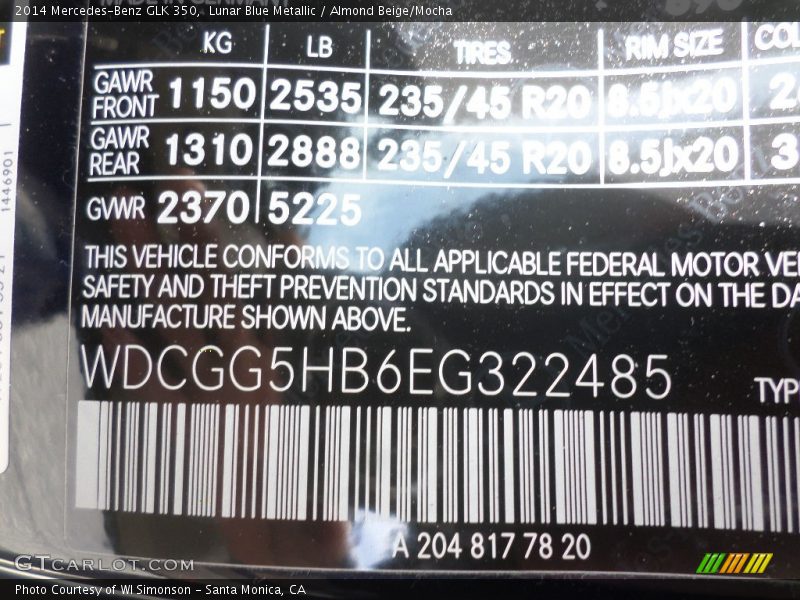 2014 Mercedes-Benz GLK 350, Lunar Blue Metallic / Almond Beige/Mocha
KG LB TIRES RIM SIZE
GAWR FRONT 1150 2535 235/45 R20 8.5Jx20
GAWR REAR 1310 2888 235/45 R20 8.5Jx20
GVWR 2370 5225
THIS VEHICLE CONFORMS TO ALL APPLICABLE FEDERAL MOTOR
SAFETY AND THEFT PREVENTION STANDARDS IN EFFECT ON THE
MANUFACTURE SHOWN ABOVE.
WDCGG5HB6EG322485
TYP
A 204 817 78 20
1446901
GTCARLOT.COM
Photo Courtesy of WI Simonson - Santa Monica, CA